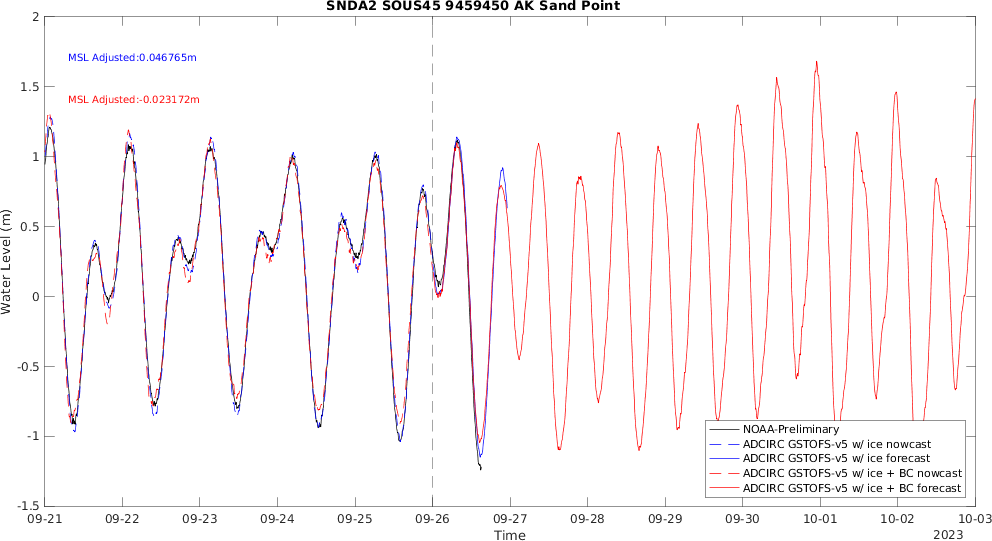 SNDA2 SOUS45 9459450 AK Sand Point
MSL Adjusted:0.046765m
MSL Adjusted:-0.023172m
Water Level (m)
2
1.5
1
0.5
0
-0.5
-1
-1.5
NOAA-Preliminary
ADCIRC GSTOFS-v5 w/ ice nowcast
ADCIRC GSTOFS-v5 w/ ice forecast
ADCIRC GSTOFS-v5 w/ ice + BC nowcast
ADCIRC GSTOFS-v5 w/ ice + BC forecast
09-21 09-22 09-23 09-24 09-25 09-26 09-27 09-28 09-29 09-30 10-01 10-02 10-03
Time
2023